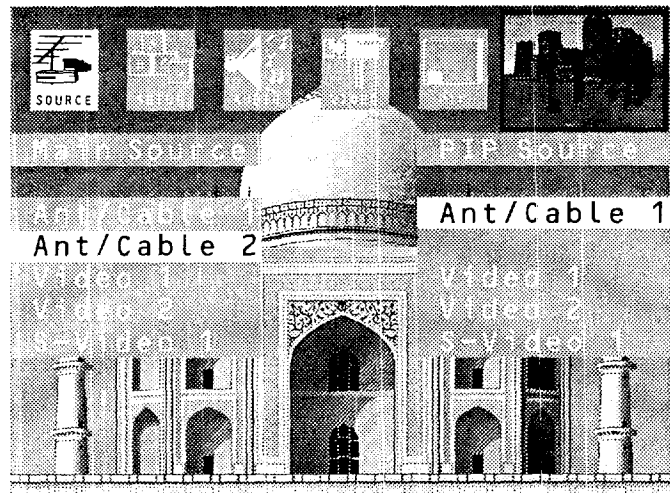 SOURCE
Main Source
PIP Source
Ant/Cable 1
Ant/Cable 2
Video 1
Video 2
S-Video 1
Ant/Cable 1
Video 1
Video 2
S-Video 1